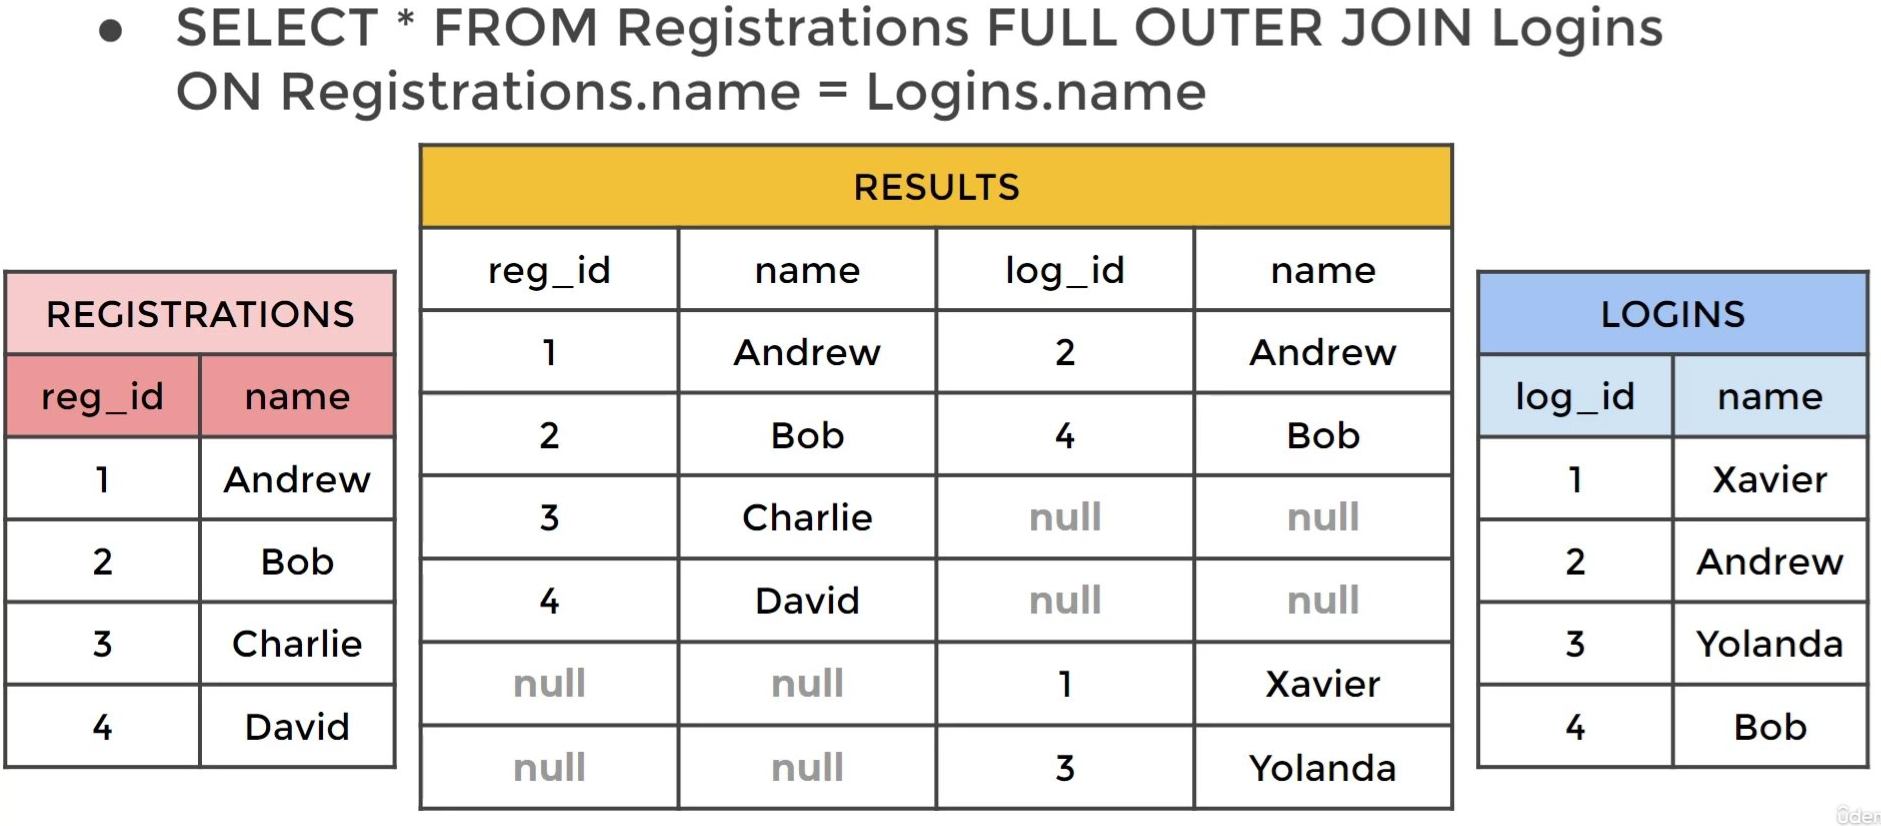 ● SELECT * FROM Registrations FULL OUTER JOIN Logins
ON Registrations.name = Logins.name
REGISTRATIONS
reg_id name
1 Andrew
2 Bob
3 Charlie
4 David
RESULTS
reg_id name log_id name
1 Andrew 2 Andrew
2 Bob 4 Bob
3 Charlie null null
4 David null null
null null 1 Xavier
null null 3 Yolanda
LOGINS
log_id name
1 Xavier
2 Andrew
3 Yolanda
4 Bob